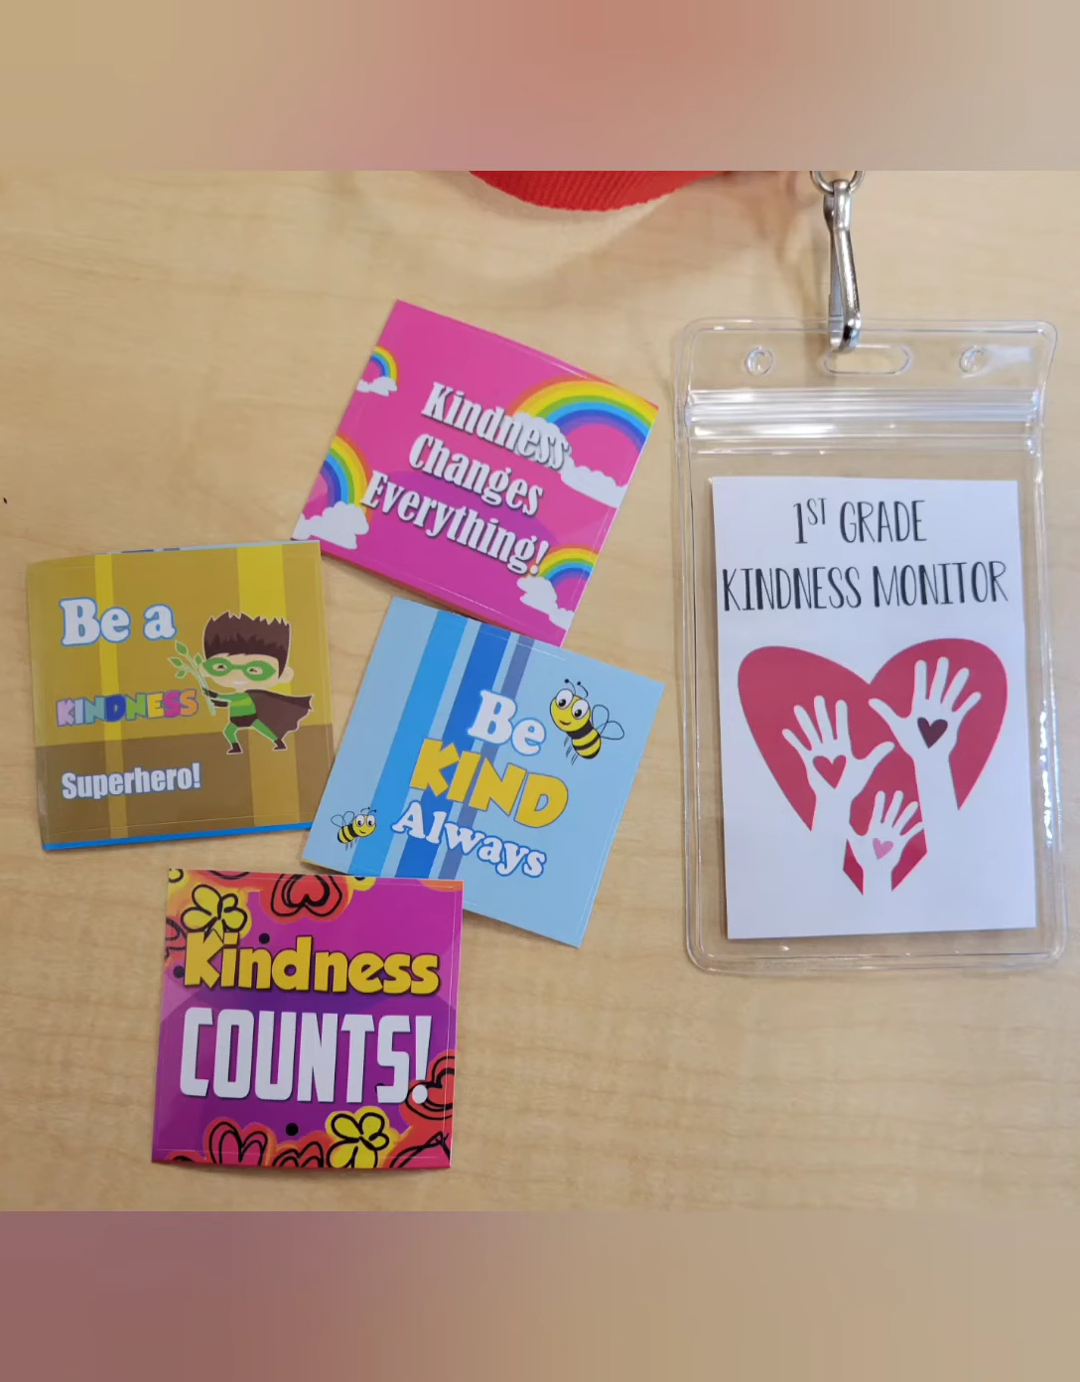 Kindness
Changes
Everything!
1ST GRADE
KINDNESS MONITOR
Be a
KINDNESS
Superhero!
Be
KIND
Always
Kindness
COUNTS!